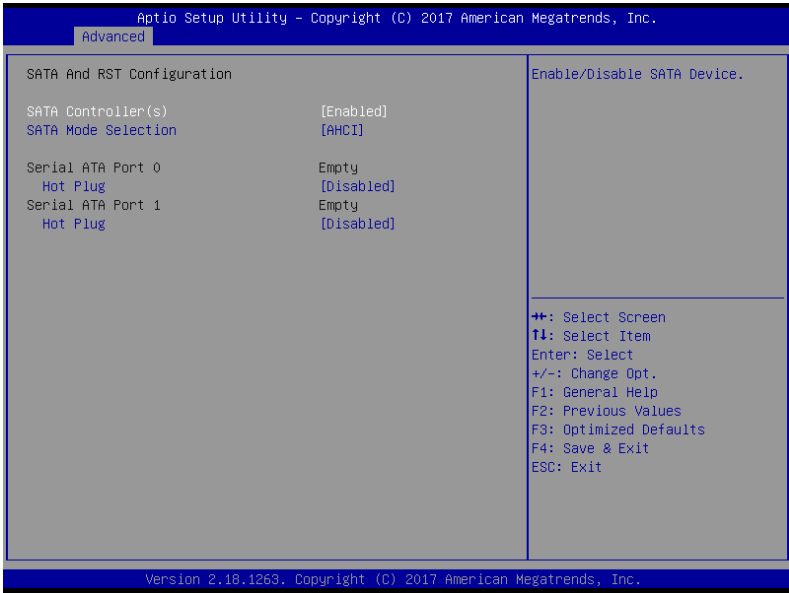 Aptio Setup Utility – Copyright (C) 2017 American Megatrends, Inc.
Advanced
SATA And RST Configuration
SATA Controller(s) [Enabled]
SATA Mode Selection [AHCI]
Serial ATA Port 0 Empty
Hot Plug [Disabled]
Serial ATA Port 1 Empty
Hot Plug [Disabled]
Enable/Disable SATA Device.
→←: Select Screen
↑↓: Select Item
Enter: Select
+/-: Change Opt.
F1: General Help
F2: Previous Values
F3: Optimized Defaults
F4: Save & Exit
ESC: Exit
Version 2.18.1263. Copyright (C) 2017 American Megatrends, Inc.